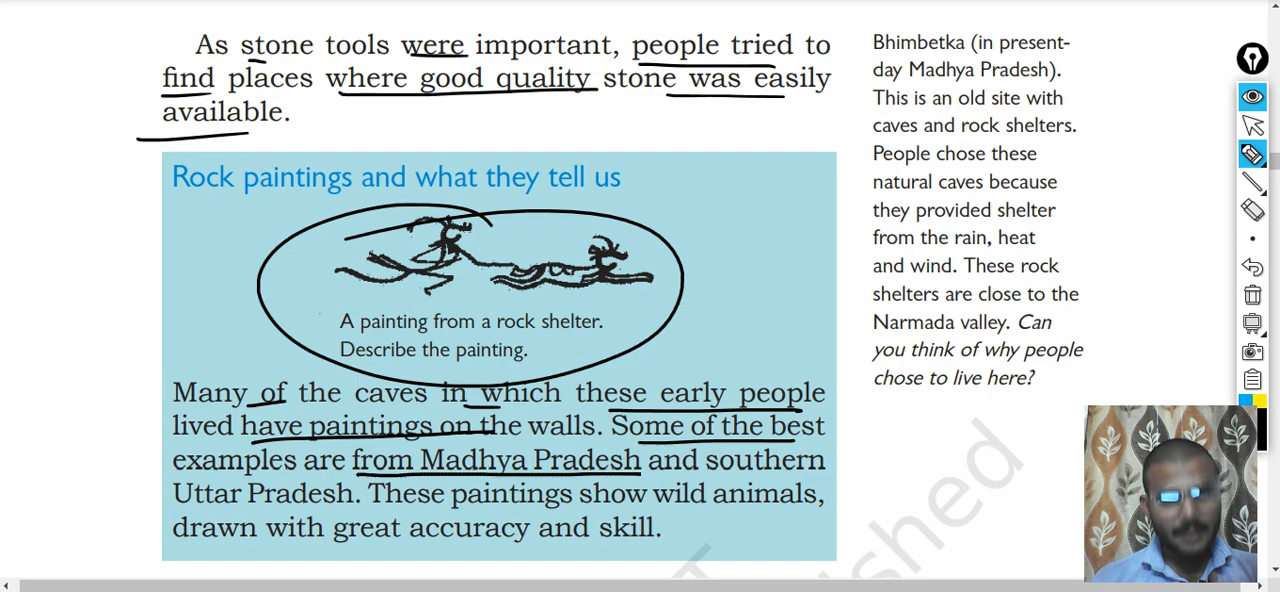 As stone tools were important, people tried to
find places where good quality stone was easily
available.
Rock paintings and what they tell us
A painting from a rock shelter.
Describe the painting.
Many of the caves in which these early people
lived have paintings on the walls. Some of the best
examples are from Madhya Pradesh and southern
Uttar Pradesh. These paintings show wild animals,
drawn with great accuracy and skill.
Bhimbetka (in present-
day Madhya Pradesh).
This is an old site with
caves and rock shelters.
People chose these
natural caves because
they provided shelter
from the rain, heat
and wind. These rock
shelters are close to the
Narmada valley. Can
you think of why people
chose to live here?